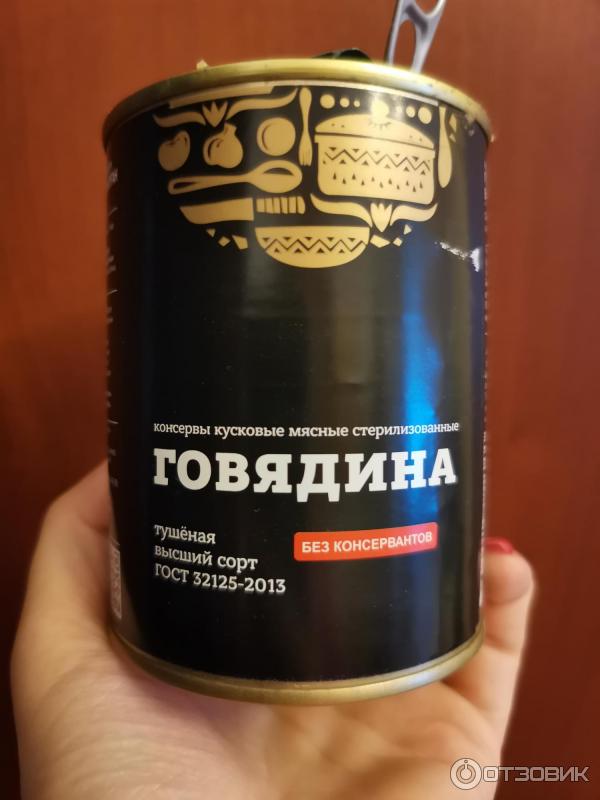 консервы кусковые мясные стерилизованные
ГОВЯДИНА
тушёная
высший сорт
ГОСТ 32125-2013
БЕЗ КОНСЕРВАНТОВ
ОТЗОВИК